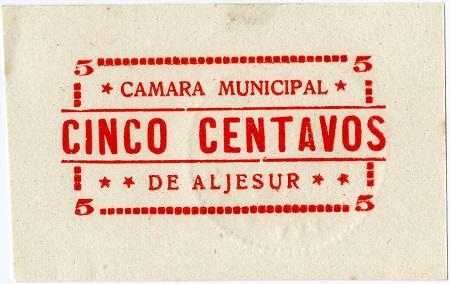 5 5
★ CAMARA MUNICIPAL ★
CINCO CENTAVOS
★ ★ DE ALJESUR ★ ★
5 5